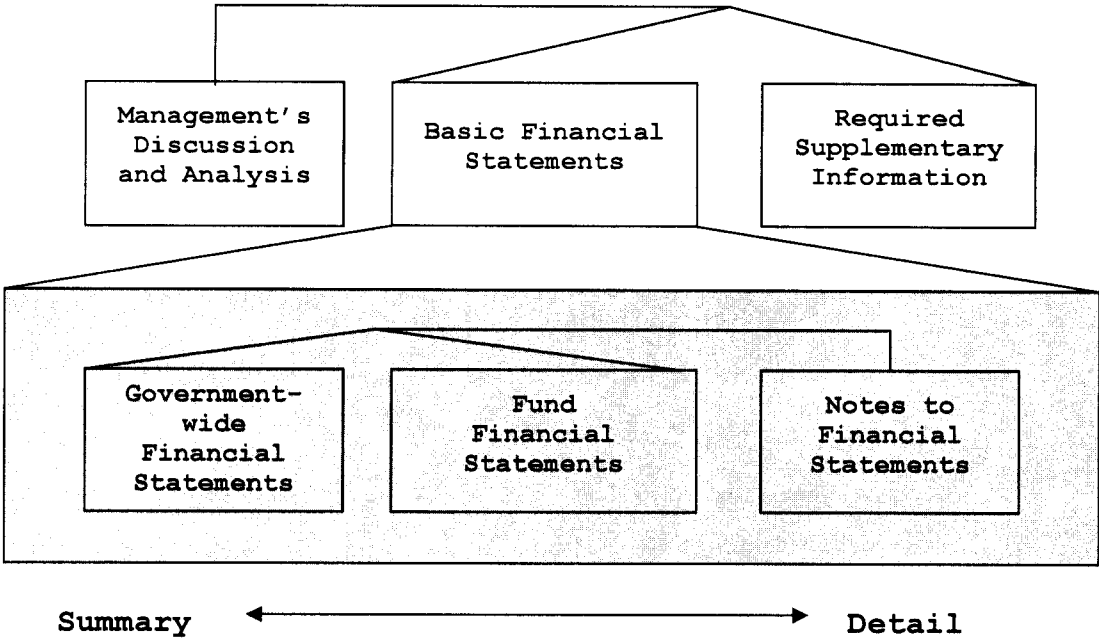 Management's
Discussion
and Analysis
Basic Financial
Statements
Required
Supplementary
Information
Government-
wide
Financial
Statements
Fund
Financial
Statements
Notes to
Financial
Statements
Summary
Detail